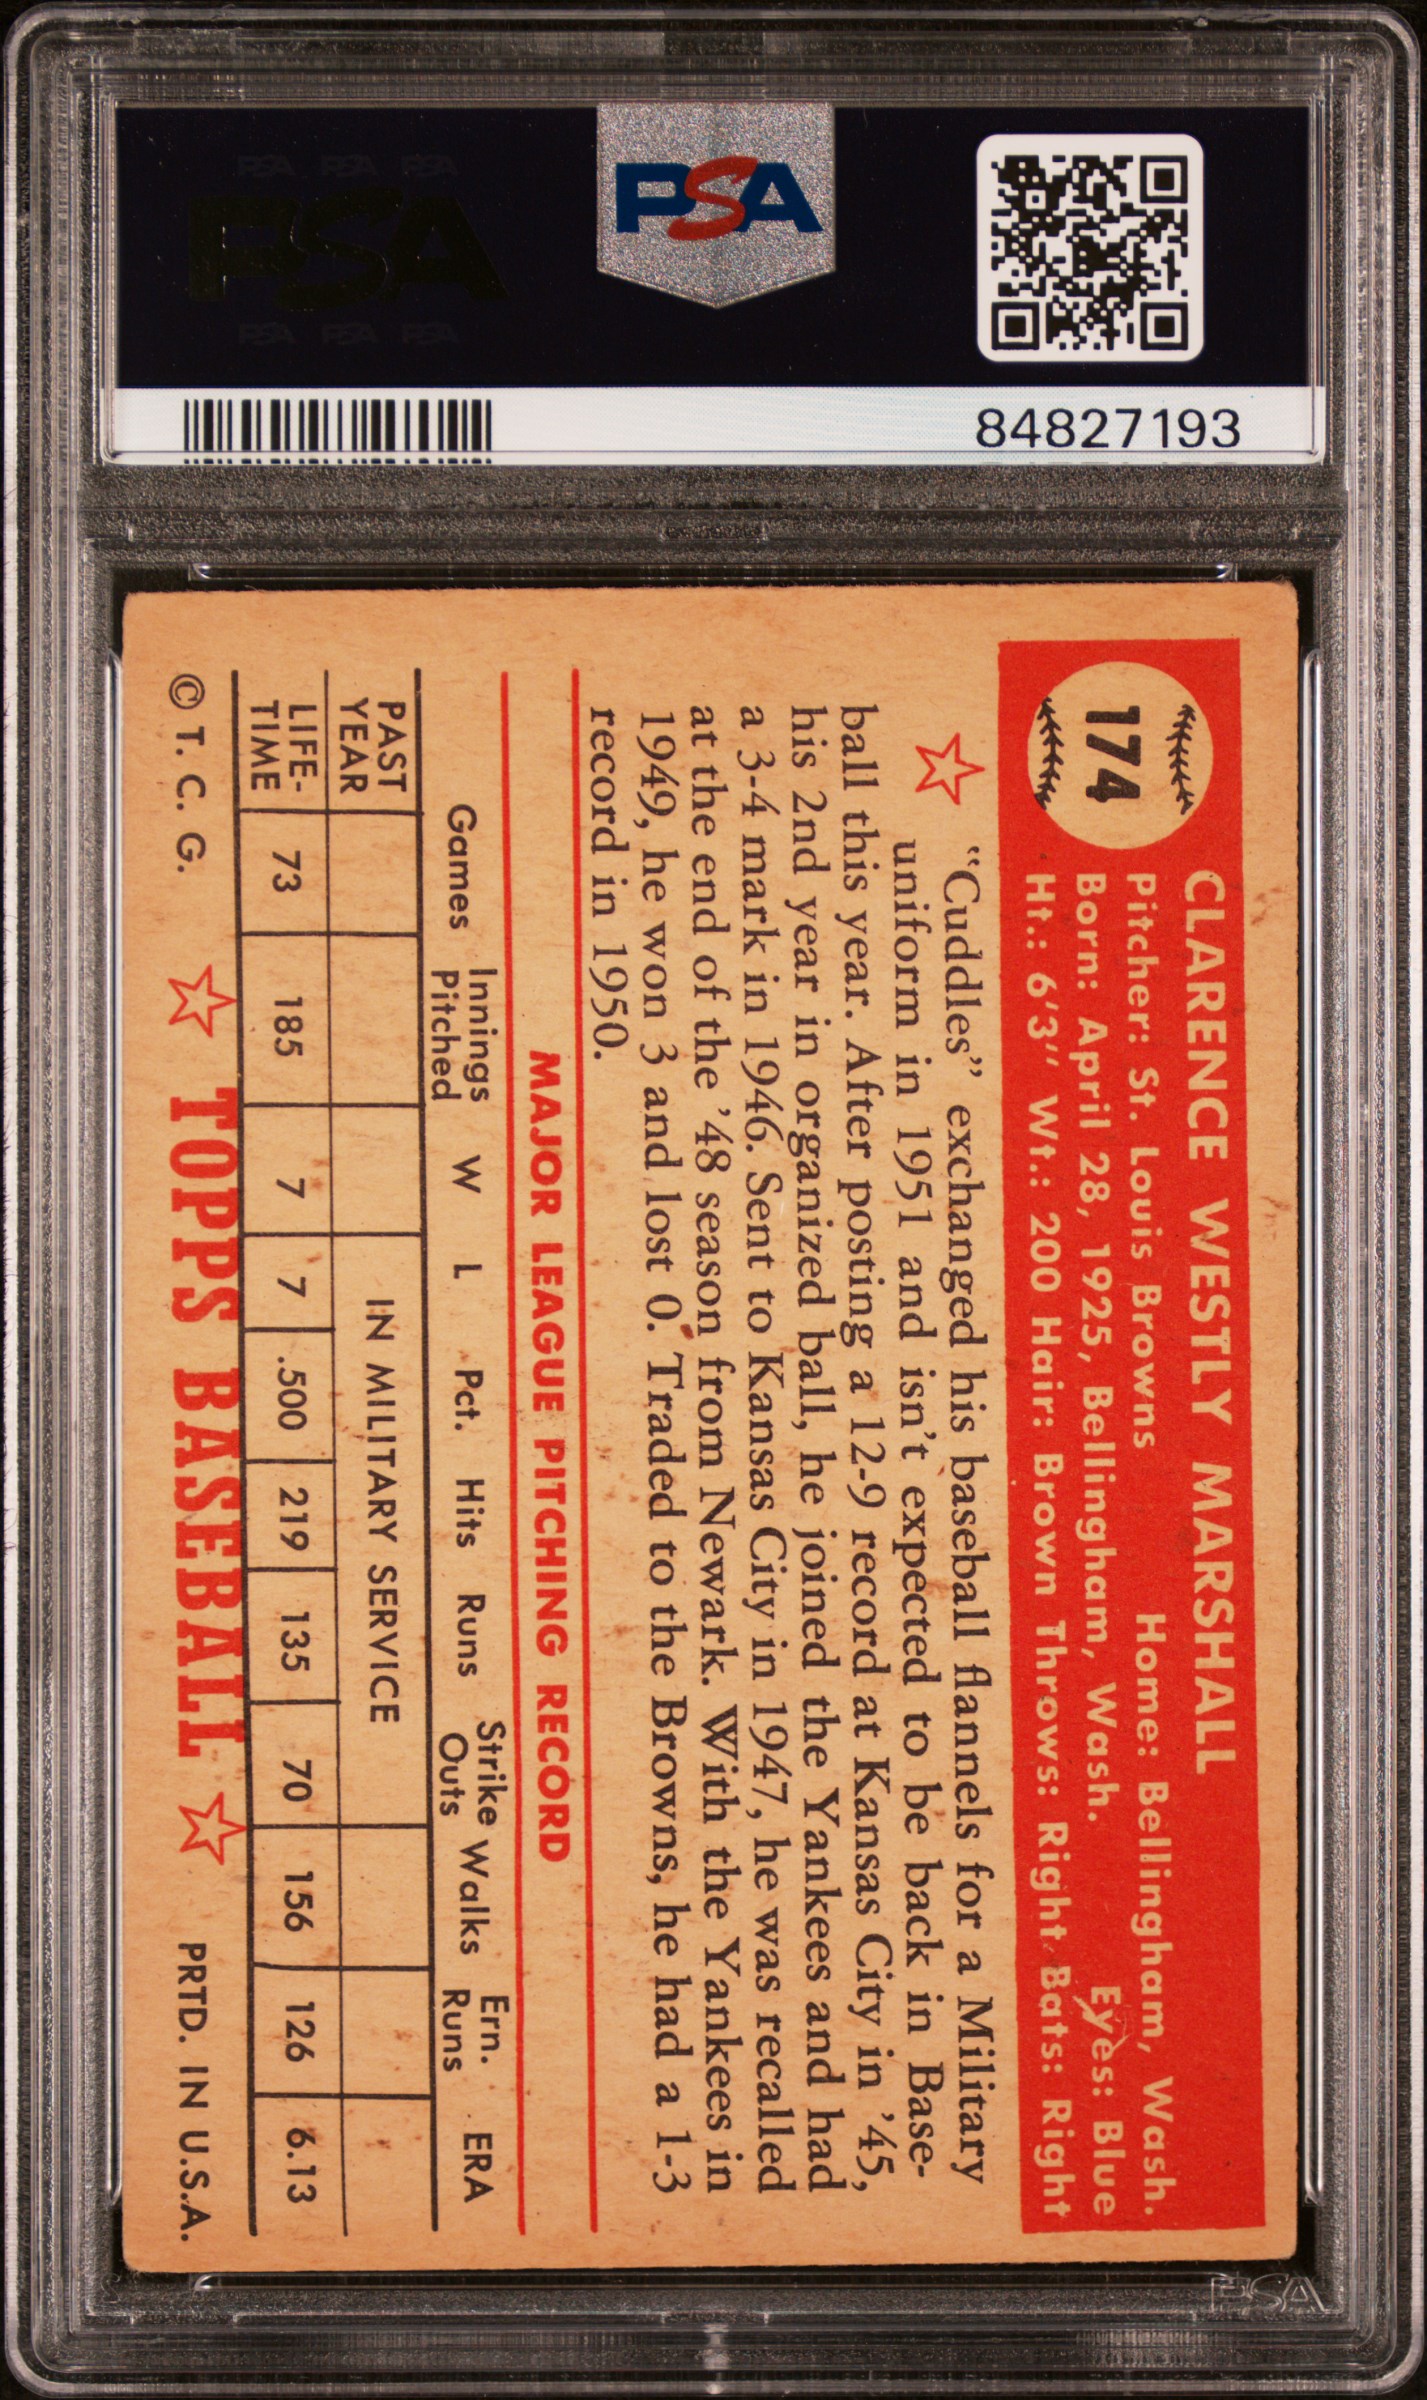 PSA PSA PSA
PSA
PSA PSA PSA
PSA
84827193
174
CLARENCE WESTLY MARSHALL
Pitcher: St. Louis Browns Home: Bellingham, Wash.
Born: April 28, 1925, Bellingham, Wash. Eyes: Blue
Ht.: 6'3" Wt.: 200 Hair: Brown Throws: Right Bats: Right
"Cuddles" exchanged his baseball flannels for a Military
uniform in 1951 and isn't expected to be back in Base-
ball this year. After posting a 12-9 record at Kansas City in '45,
his 2nd year in organized ball, he joined the Yankees and had
a 3-4 mark in 1946. Sent to Kansas City in 1947, he was recalled
at the end of the '48 season from Newark. With the Yankees in
1949, he won 3 and lost 0. Traded to the Browns, he had a 1-3
record in 1950.
MAJOR LEAGUE PITCHING RECORD
Games Innings Pitched W L Pct. Hits Runs Strike Outs Walks Ern. Runs ERA
PAST YEAR IN MILITARY SERVICE
LIFE-TIME 73 185 7 7 .500 219 135 70 156 126 6.13
© T. C. G. TOPPS BASEBALL PRTD. IN U.S.A.
PSA